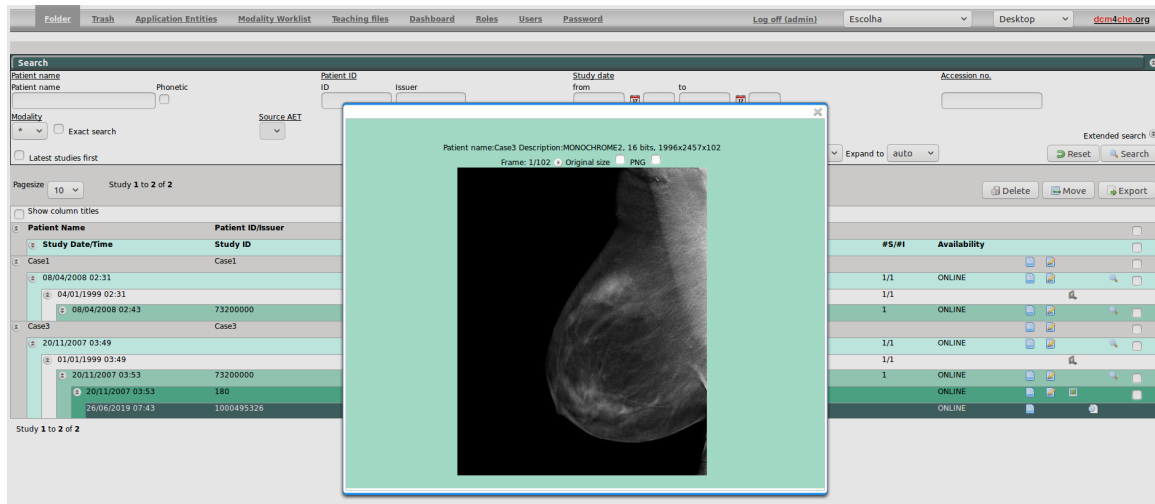 Folder Trash Application Entities Modality Worklist Teaching files Dashboard Roles Users Password Log off (admin) Escolha Desktop dcm4che.org
Search
Patient name Patient ID Study date Accession no.
Patient name Phonetic ID Issuer from to
Modality Source AET
* Exact search
Extended search
Latest studies first
Expand to auto Reset Search
Patient name:Case3 Description:MONOCHROME2, 16 bits, 1996x2457x102
Frame: 1/102 Original size PNG
Pagesize 10 Study 1 to 2 of 2 Delete Move Export
Show column titles
Patient Name Patient ID/Issuer
Study Date/Time Study ID #S/#I Availability
Case1 Case1
08/04/2008 02:31 1/1 ONLINE
04/01/1999 02:31 1/1
08/04/2008 02:43 73200000 1 ONLINE
Case3 Case3
20/11/2007 03:49 1/1 ONLINE
01/01/1999 03:49 1/1
20/11/2007 03:53 73200000 1 ONLINE
20/11/2007 03:53 180 ONLINE
26/06/2019 07:43 1000495326 ONLINE
Study 1 to 2 of 2